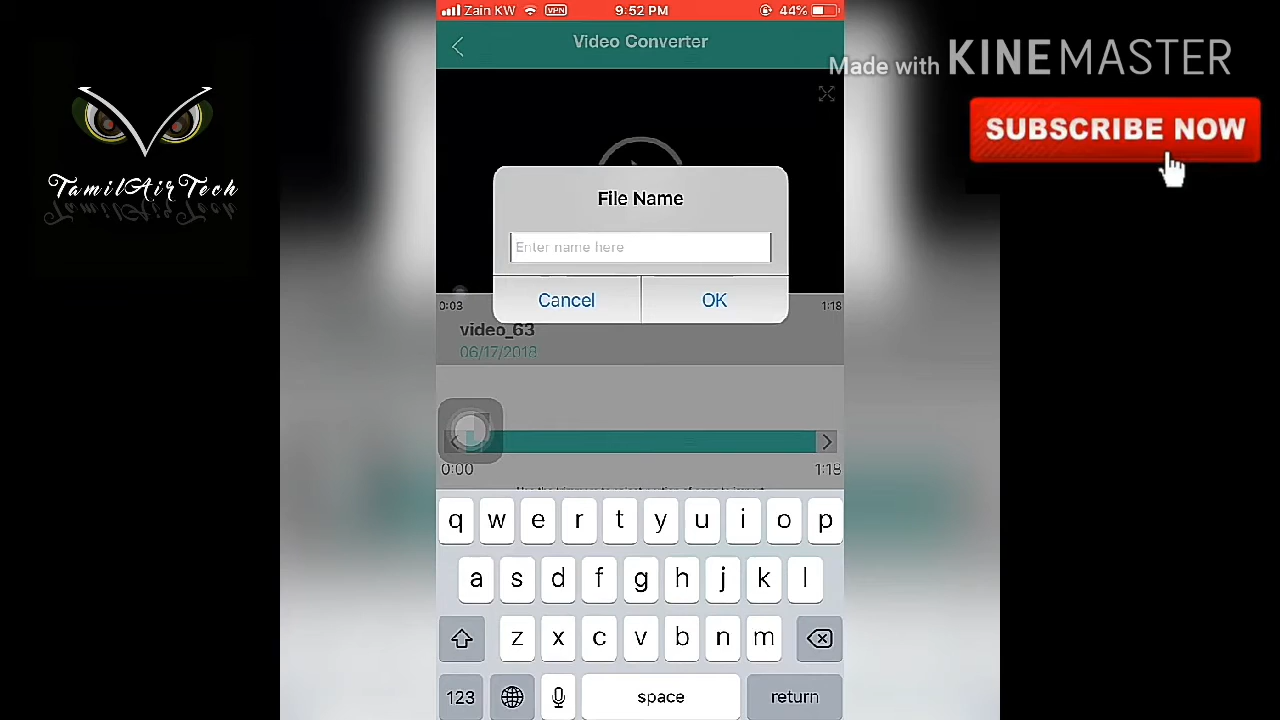 Zain KW VPN 9:52 PM 44%
Video Converter
Made with KINEMASTER
SUBSCRIBE NOW
TamilAirTech
File Name
Enter name here
Cancel OK
0:03 1:18
video_63
06/17/2018
0:00 1:18
q w e r t y u i o p
a s d f g h j k l
z x c v b n m
123 space return